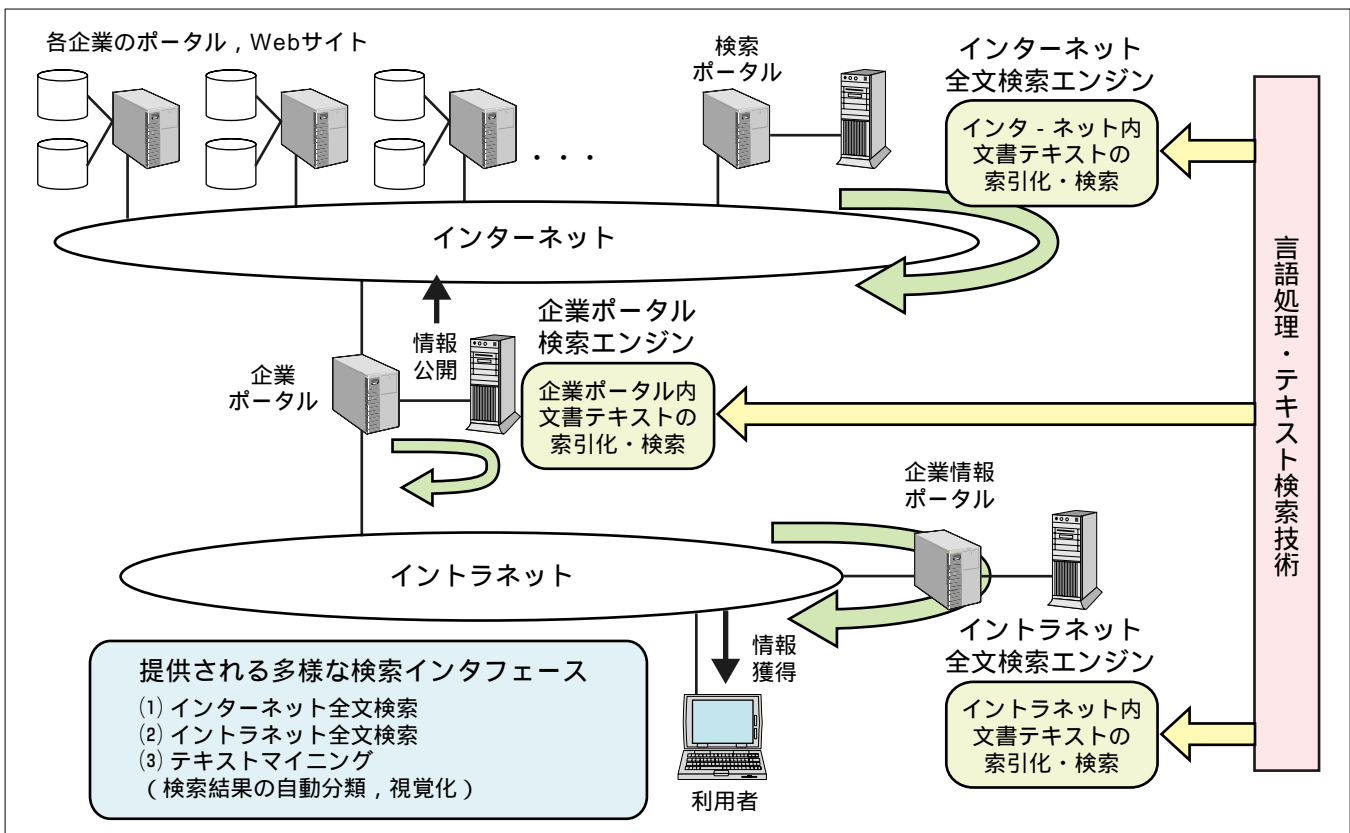 各企業のポータル，Webサイト
検索
ポータル
インターネット
全文検索エンジン
インタ‐ネット内
文書テキストの
索引化・検索
・・・
インターネット
言語処理・テキスト検索技術
情報
公開
企業ポータル
検索エンジン
企業
ポータル
企業ポータル内
文書テキストの
索引化・検索
企業情報
ポータル
イントラネット
イントラネット
全文検索エンジン
イントラネット内
文書テキストの
索引化・検索
情報
獲得
利用者
提供される多様な検索インタフェース
⑴ インターネット全文検索
⑵ イントラネット全文検索
⑶ テキストマイニング
（検索結果の自動分類，視覚化）